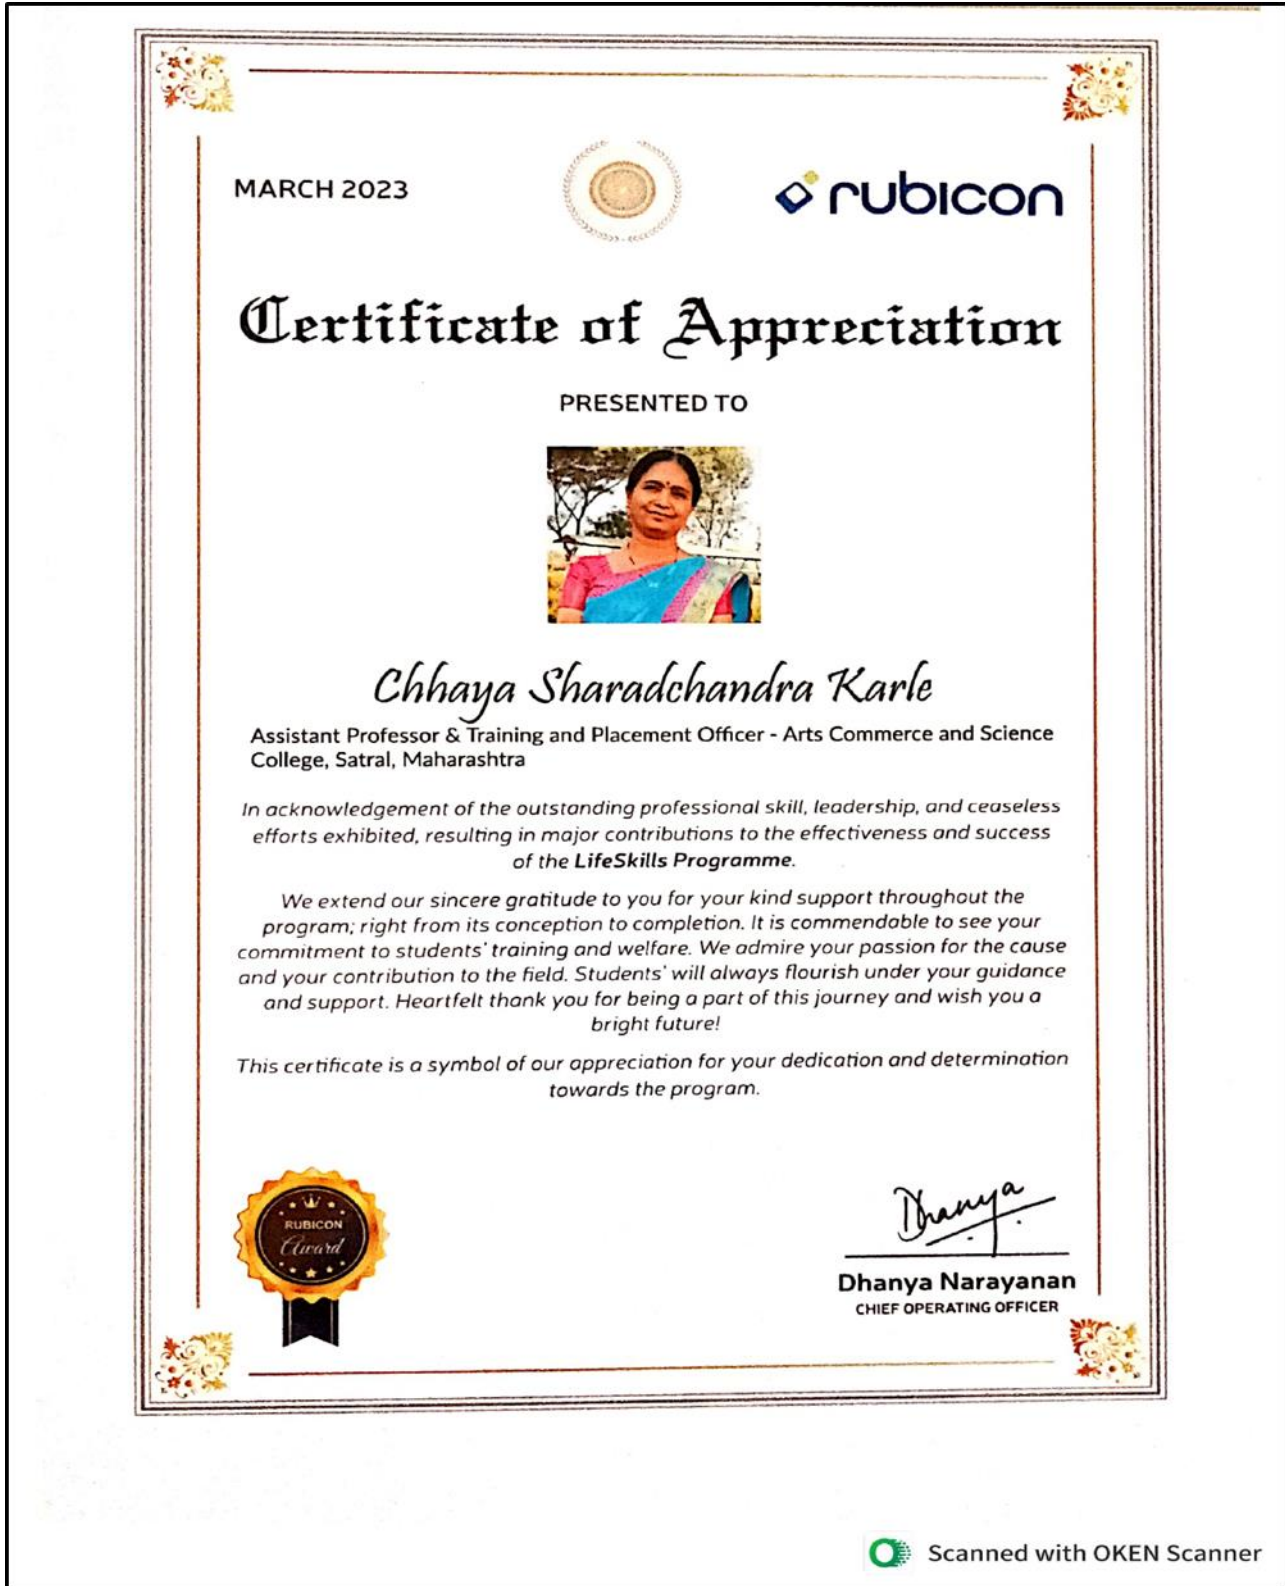 MARCH 2023
rubicon
Certificate of Appreciation
PRESENTED TO
Chhaya Sharadchandra Karle
Assistant Professor & Training and Placement Officer - Arts Commerce and Science
College, Satral, Maharashtra
In acknowledgement of the outstanding professional skill, leadership, and ceaseless
efforts exhibited, resulting in major contributions to the effectiveness and success
of the LifeSkills Programme.
We extend our sincere gratitude to you for your kind support throughout the
program; right from its conception to completion. It is commendable to see your
commitment to students' training and welfare. We admire your passion for the cause
and your contribution to the field. Students' will always flourish under your guidance
and support. Heartfelt thank you for being a part of this journey and wish you a
bright future!
This certificate is a symbol of our appreciation for your dedication and determination
towards the program.
RUBICON
Award
Dhanya
Dhanya Narayanan
CHIEF OPERATING OFFICER
Scanned with OKEN Scanner